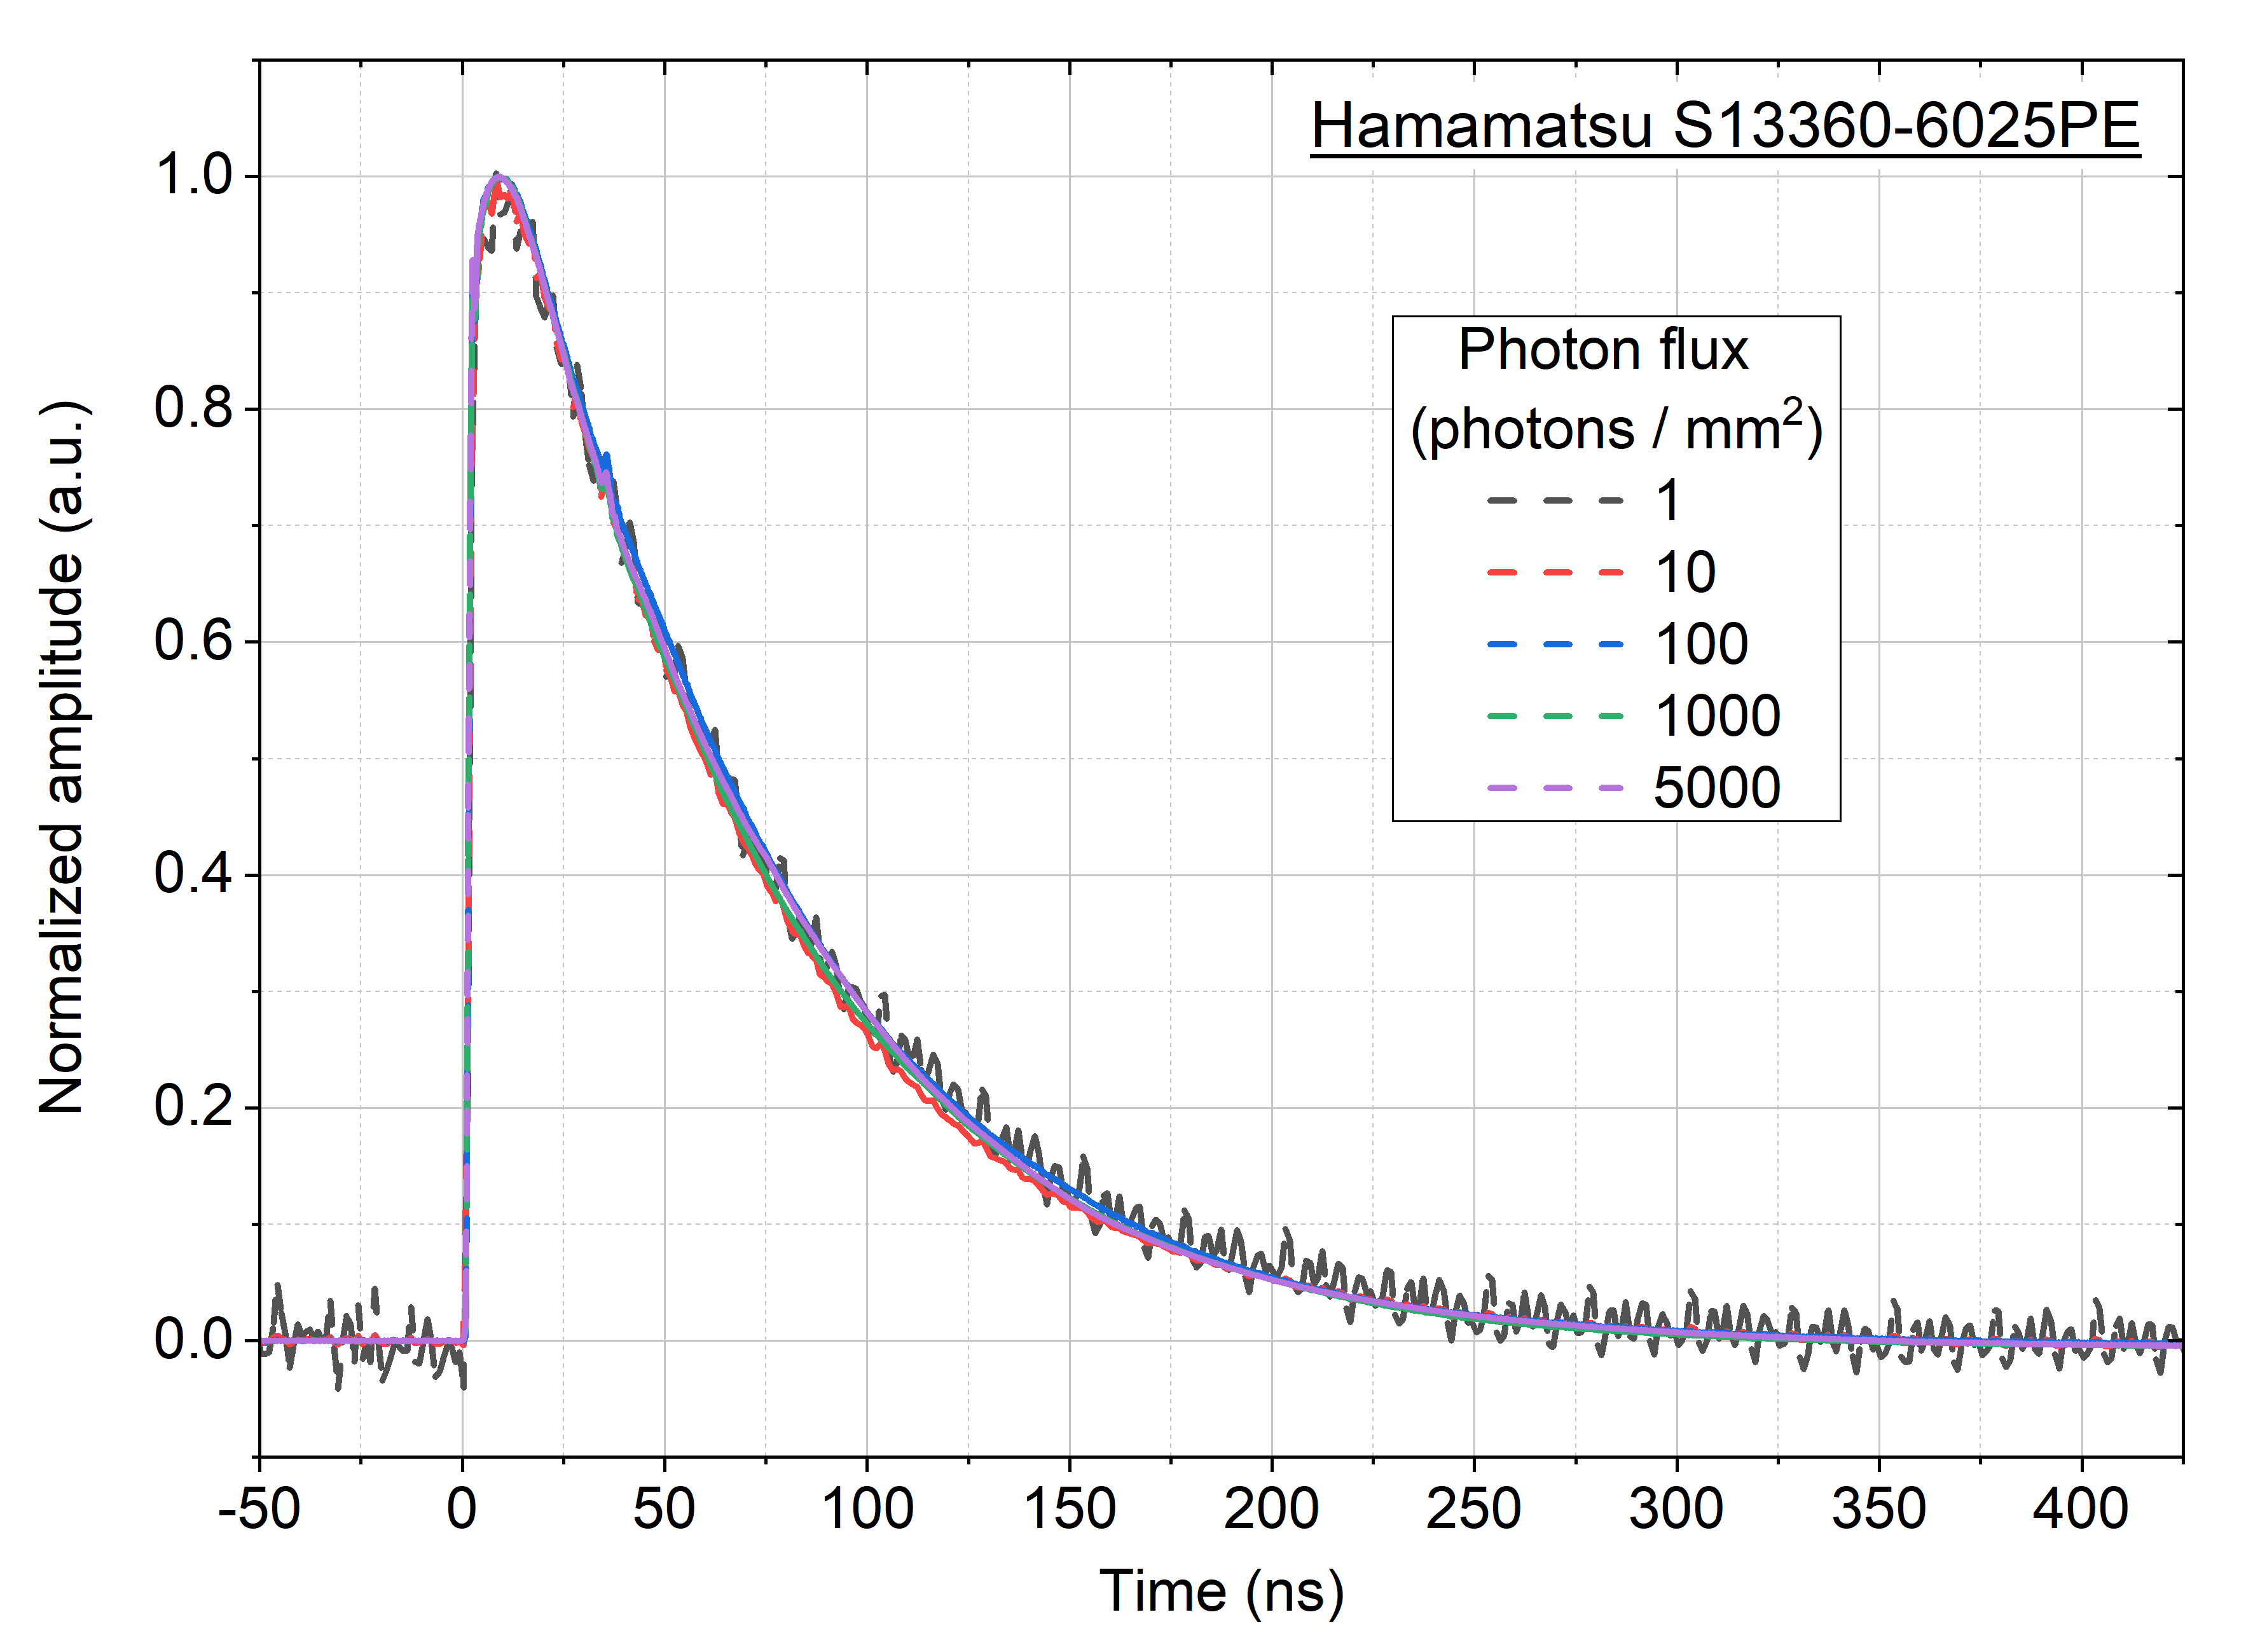 Hamamatsu S13360-6025PE
1.0
0.8
0.6
0.4
0.2
0.0
Normalized amplitude (a.u.)
Photon flux
(photons / mm²)
1
10
100
1000
5000
-50 0 50 100 150 200 250 300 350 400
Time (ns)